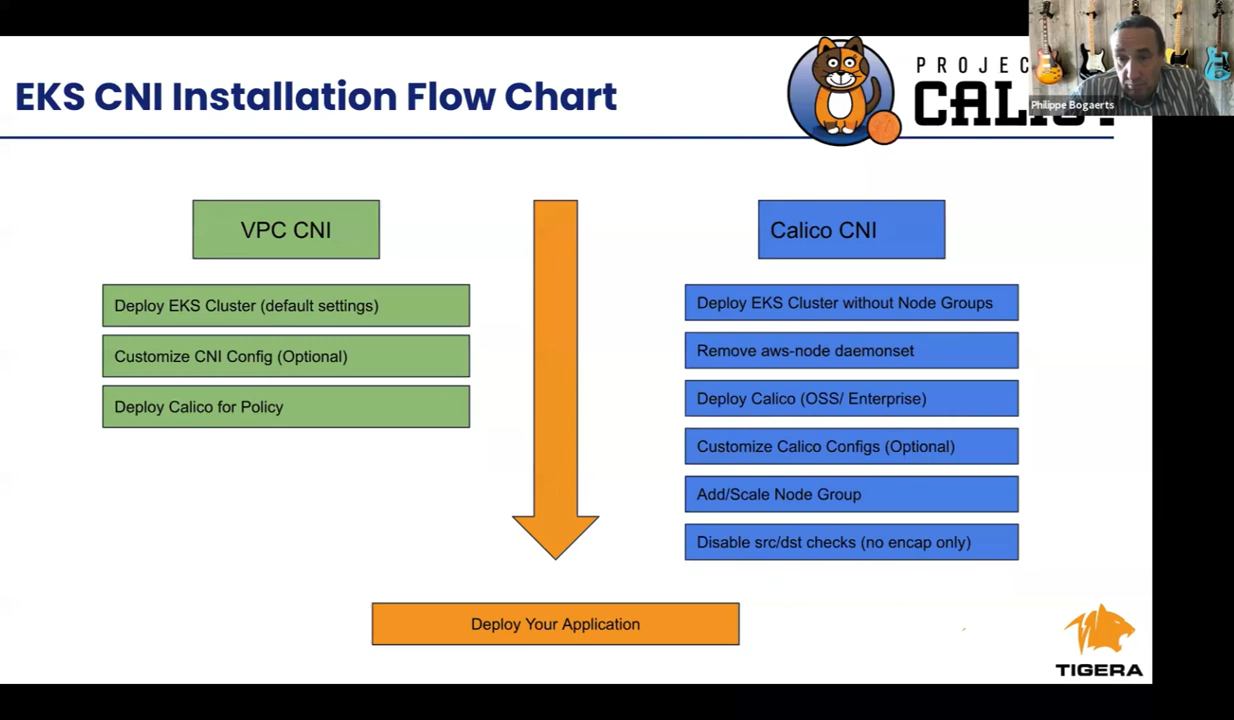 EKS CNI Installation Flow Chart
PROJEC
Philippe Bogaerts
VPC CNI
Deploy EKS Cluster (default settings)
Customize CNI Config (Optional)
Deploy Calico for Policy
Calico CNI
Deploy EKS Cluster without Node Groups
Remove aws-node daemonset
Deploy Calico (OSS/ Enterprise)
Customize Calico Configs (Optional)
Add/Scale Node Group
Disable src/dst checks (no encap only)
Deploy Your Application
TIGERA